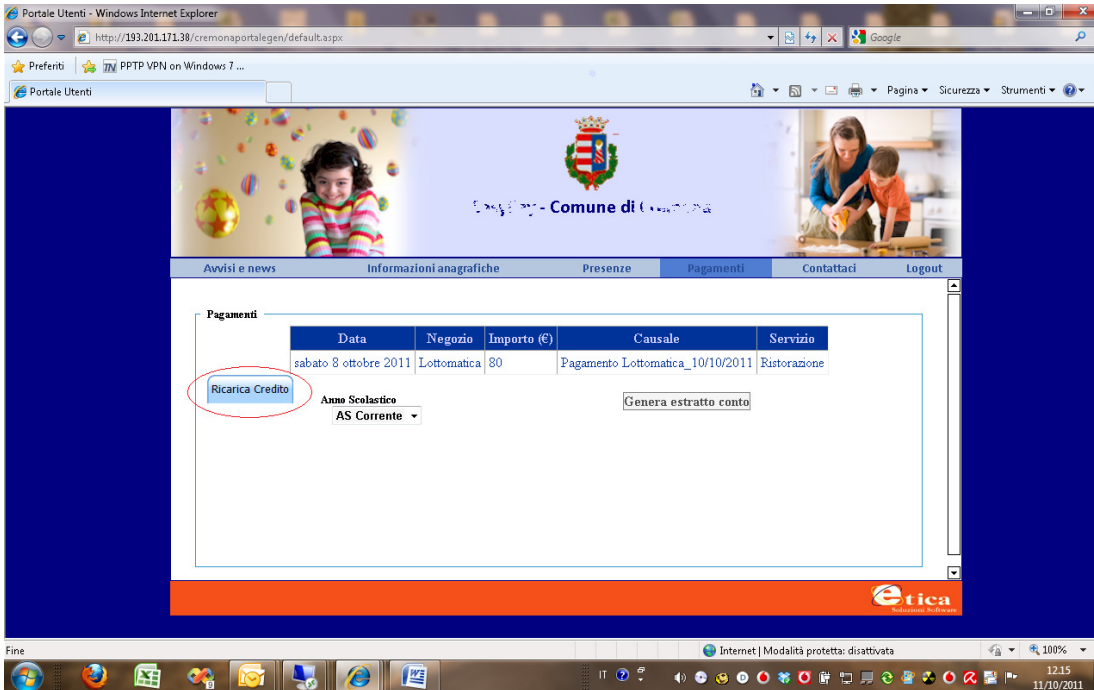 Portale Utenti - Windows Internet Explorer
http://193.201.171.38/cremonaportalegen/default.aspx
Google
Preferiti
TN PPTP VPN on Windows 7 ...
Portale Utenti
Pagina
Sicurezza
Strumenti
- Comune di
Avvisi e news
Informazioni anagrafiche
Presenze
Pagamenti
Contattaci
Logout
Pagamenti
Data Negozio Importo (€) Causale Servizio
sabato 8 ottobre 2011 Lottomatica 80 Pagamento Lottomatica_10/10/2011 Ristorazione
Ricarica Credito
Anno Scolastico
AS Corrente
Genera estratto conto
etica
Soluzioni Software
Fine
Internet | Modalità protetta: disattivata
100%
IT
12.15
11/10/2011